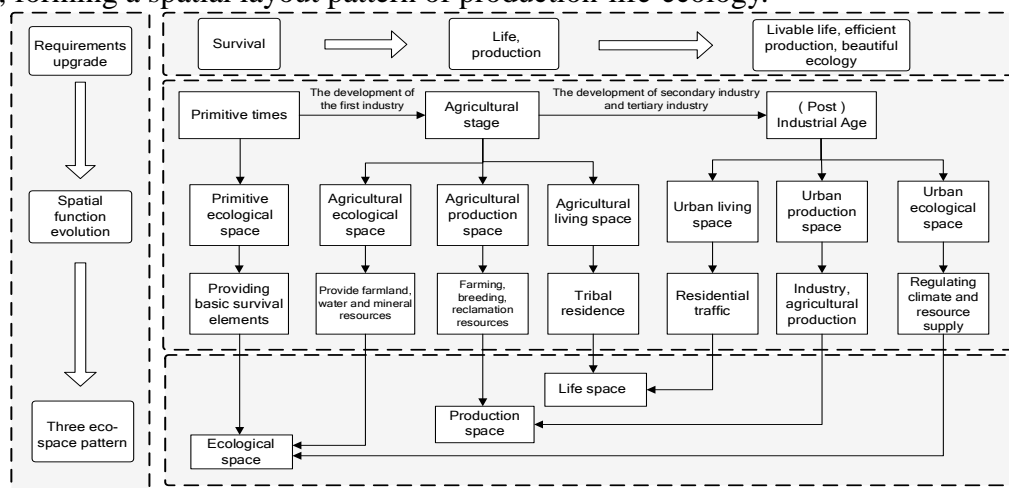 , forming a spatial layout pattern of production-life-ecology.
Requirements
upgrade
Survival
Life,
production
Livable life, efficient
production, beautiful
ecology
The development of
the first industry
The development of secondary industry
and tertiary industry
Primitive times
Agricultural
stage
( Post )
Industrial Age
Spatial
function
evolution
Primitive
ecological
space
Agricultural
ecological
space
Agricultural
production
space
Agricultural
living space
Urban living
space
Urban
production
space
Urban
ecological
space
Providing
basic survival
elements
Provide farmland,
water and mineral
resources
Farming,
breeding,
reclamation
resources
Tribal
residence
Residential
traffic
Industry,
agricultural
production
Regulating
climate and
resource
supply
Three eco-
space pattern
Life space
Production
space
Ecological
space